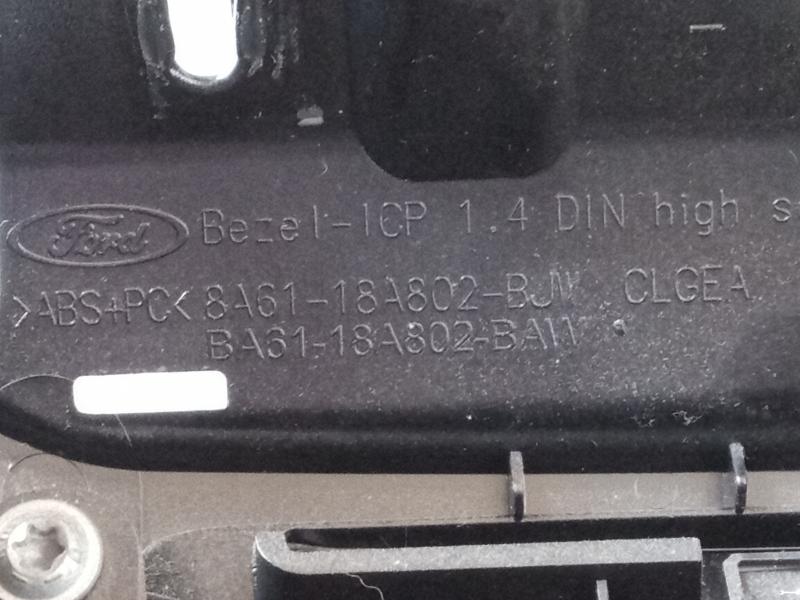 Ford Bezel-ICP 1.4 DIN high
>ABS+PC< 8A61-18A802-BJW CLGEA
BA61-18A802-BAW